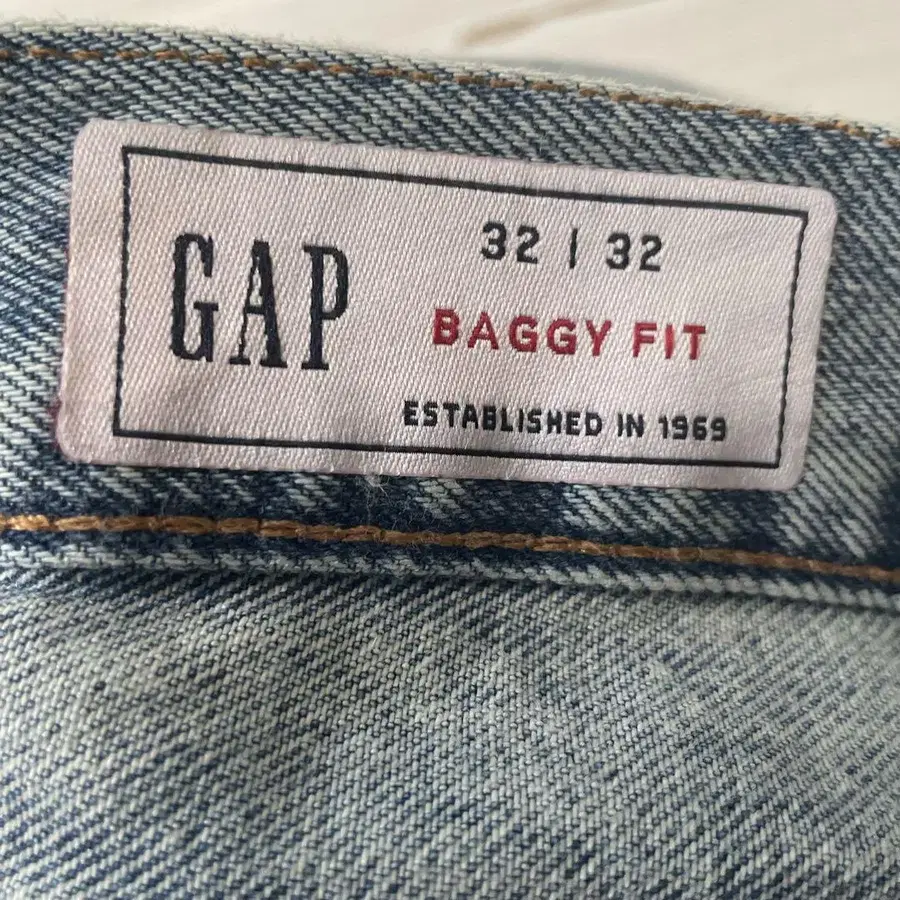 GAP
32 | 32
BAGGY FIT
ESTABLISHED IN 1969